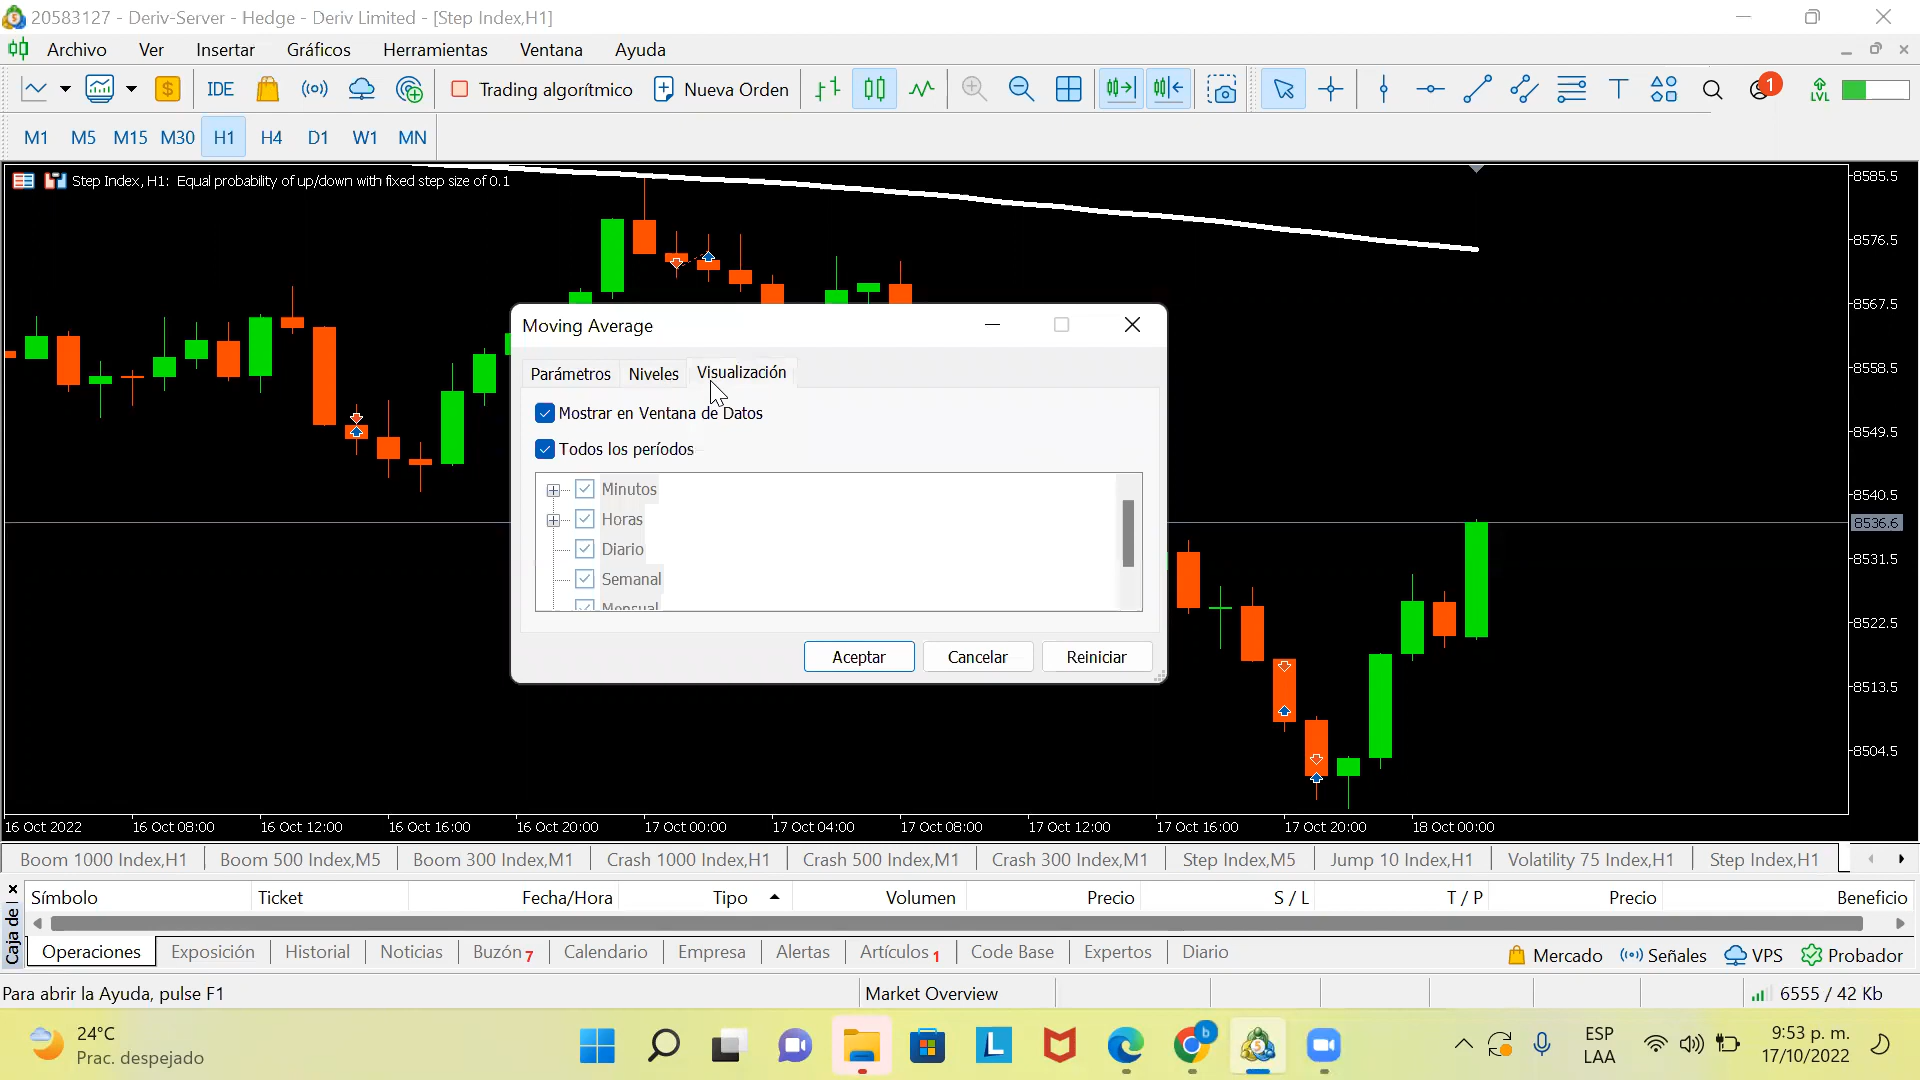 20583127 - Deriv-Server - Hedge - Deriv Limited - [Step Index,H1]
Archivo Ver Insertar Gráficos Herramientas Ventana Ayuda
IDE Trading algorítmico Nueva Orden 1 LVL
M1 M5 M15 M30 H1 H4 D1 W1 MN
Step Index, H1: Equal probability of up/down with fixed step size of 0.1
8585.5
8576.5
8567.5
8558.5
8549.5
8540.5
8536.6
8531.5
8522.5
8513.5
8504.5
Moving Average
Parámetros Niveles Visualización
Mostrar en Ventana de Datos
Todos los períodos
Minutos
Horas
Diario
Semanal
Mensual
Aceptar Cancelar Reiniciar
16 Oct 2022 16 Oct 08:00 16 Oct 12:00 16 Oct 16:00 16 Oct 20:00 17 Oct 00:00 17 Oct 04:00 17 Oct 08:00 17 Oct 12:00 17 Oct 16:00 17 Oct 20:00 18 Oct 00:00
Boom 1000 Index,H1 Boom 500 Index,M5 Boom 300 Index,M1 Crash 1000 Index,H1 Crash 500 Index,M1 Crash 300 Index,M1 Step Index,M5 Jump 10 Index,H1 Volatility 75 Index,H1 Step Index,H1
Caja de
Símbolo Ticket Fecha/Hora Tipo Volumen Precio S / L T / P Precio Beneficio
Operaciones Exposición Historial Noticias Buzón 7 Calendario Empresa Alertas Artículos 1 Code Base Expertos Diario Mercado Señales VPS Probador
Para abrir la Ayuda, pulse F1 Market Overview 6555 / 42 Kb
24°C
Prac. despejado
L
b
ESP
LAA
9:53 p. m.
17/10/2022